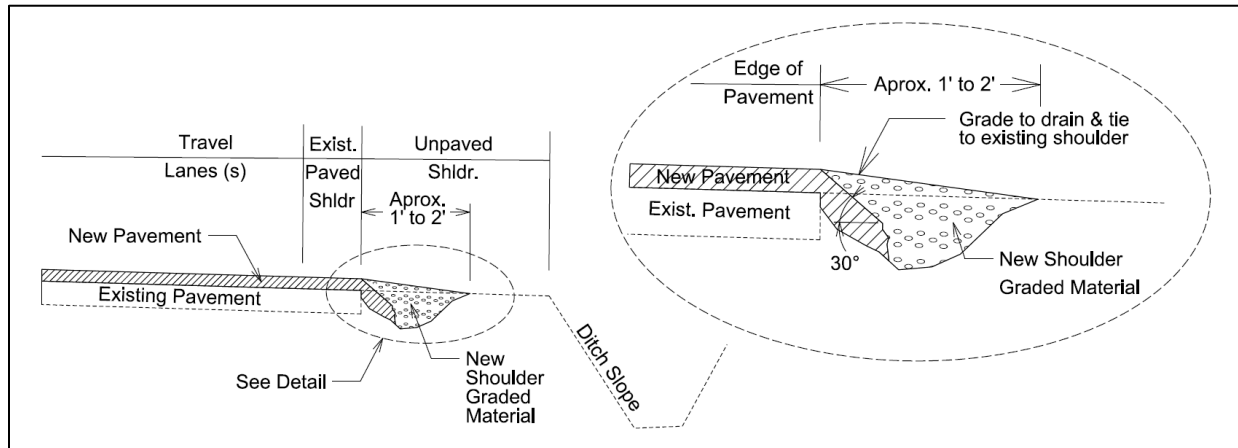 Travel
Lanes (s)
Exist.
Paved
Shldr
Unpaved
Shldr.
Aprox.
1' to 2'
New Pavement
Existing Pavement
See Detail
New
Shoulder
Graded
Material
Ditch Slope
Edge of
Pavement
Aprox. 1' to 2'
Grade to drain & tie
to existing shoulder
New Pavement
Exist. Pavement
30°
New Shoulder
Graded Material